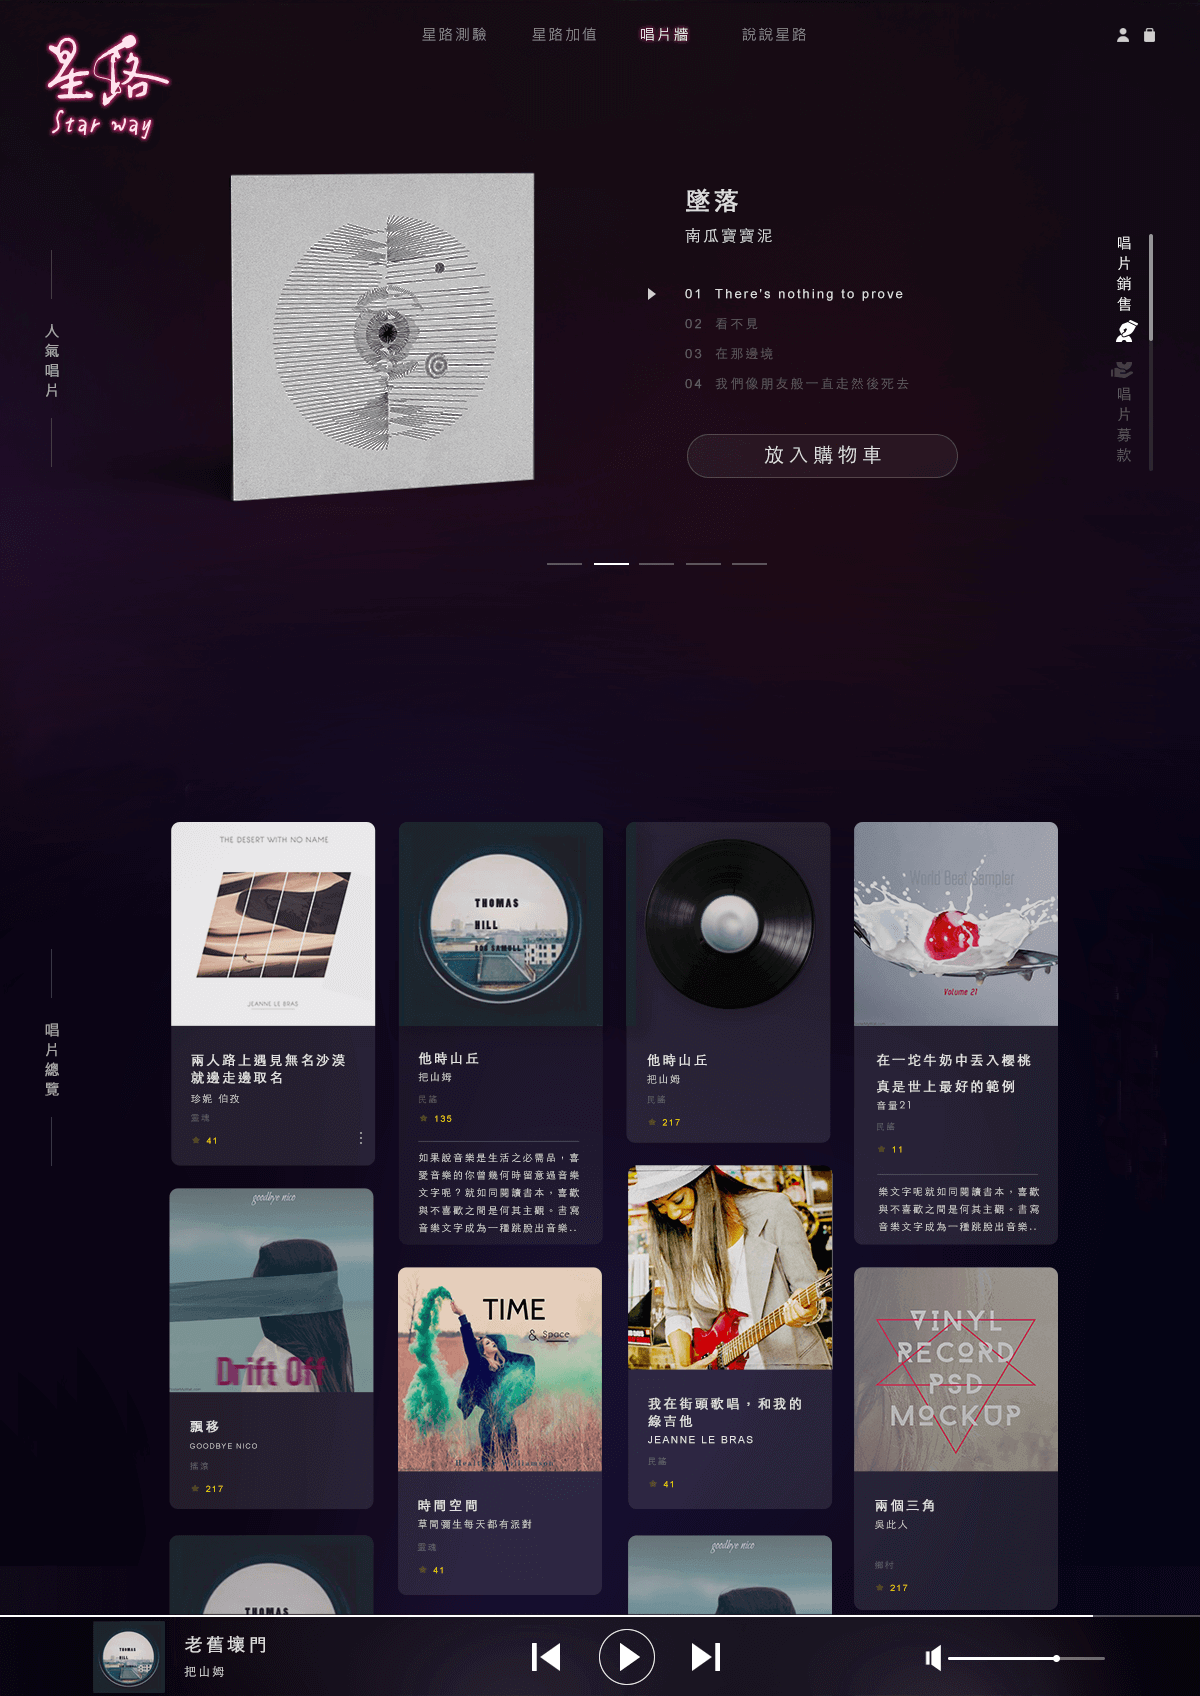 星路測驗
星路加值
唱片牆
說說星路
星路
Star way
人氣唱片
墜落
南瓜寶寶泥
01 There's nothing to prove
02 看不見
03 在那邊境
04 我們像朋友般一直走然後死去
放入購物車
唱片銷售
唱片募款
唱片總覽
THE DESERT WITH NO NAME
JEANNE LE BRAS
兩人路上遇見無名沙漠
就邊走邊取名
珍妮 伯孜
靈魂
41
THOMAS
HILL
他時山丘
把山姆
民謠
135
如果說音樂是生活之必需品，喜
愛音樂的你曾幾何時留意過音樂
文字呢？就如同閱讀書本，喜歡
與不喜歡之間是何其主觀。書寫
音樂文字成為一種跳脫出音樂..
他時山丘
把山姆
民謠
217
World Beat Sampler
Volume 21
在一坨牛奶中丟入櫻桃
真是世上最好的範例
音量21
民謠
11
樂文字呢就如同閱讀書本，喜歡
與不喜歡之間是何其主觀。書寫
音樂文字成為一種跳脫出音樂..
goodbye nico
Drift Off
飄移
GOODBYE NICO
搖滾
217
TIME
& Space
時間空間
草間彌生每天都有派對
靈魂
41
我在街頭歌唱，和我的
綠吉他
JEANNE LE BRAS
民謠
41
VINYL
RECORD
PSD
MOCKUP
兩個三角
吳此人
鄉村
217
THOMAS
goodbye nico
THOMAS
HILL
老舊壞門
把山姆